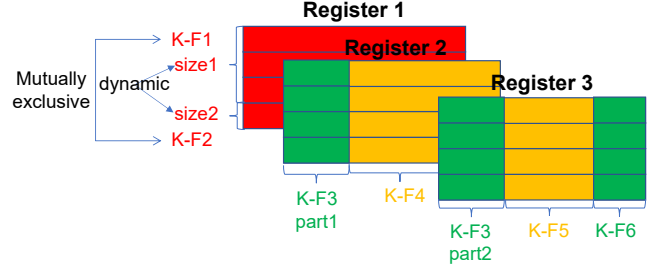 Register 1
K-F1
Register 2
size1
Mutually
exclusive
dynamic
Register 3
size2
K-F2
K-F3
part1
K-F4
K-F3
part2
K-F5
K-F6